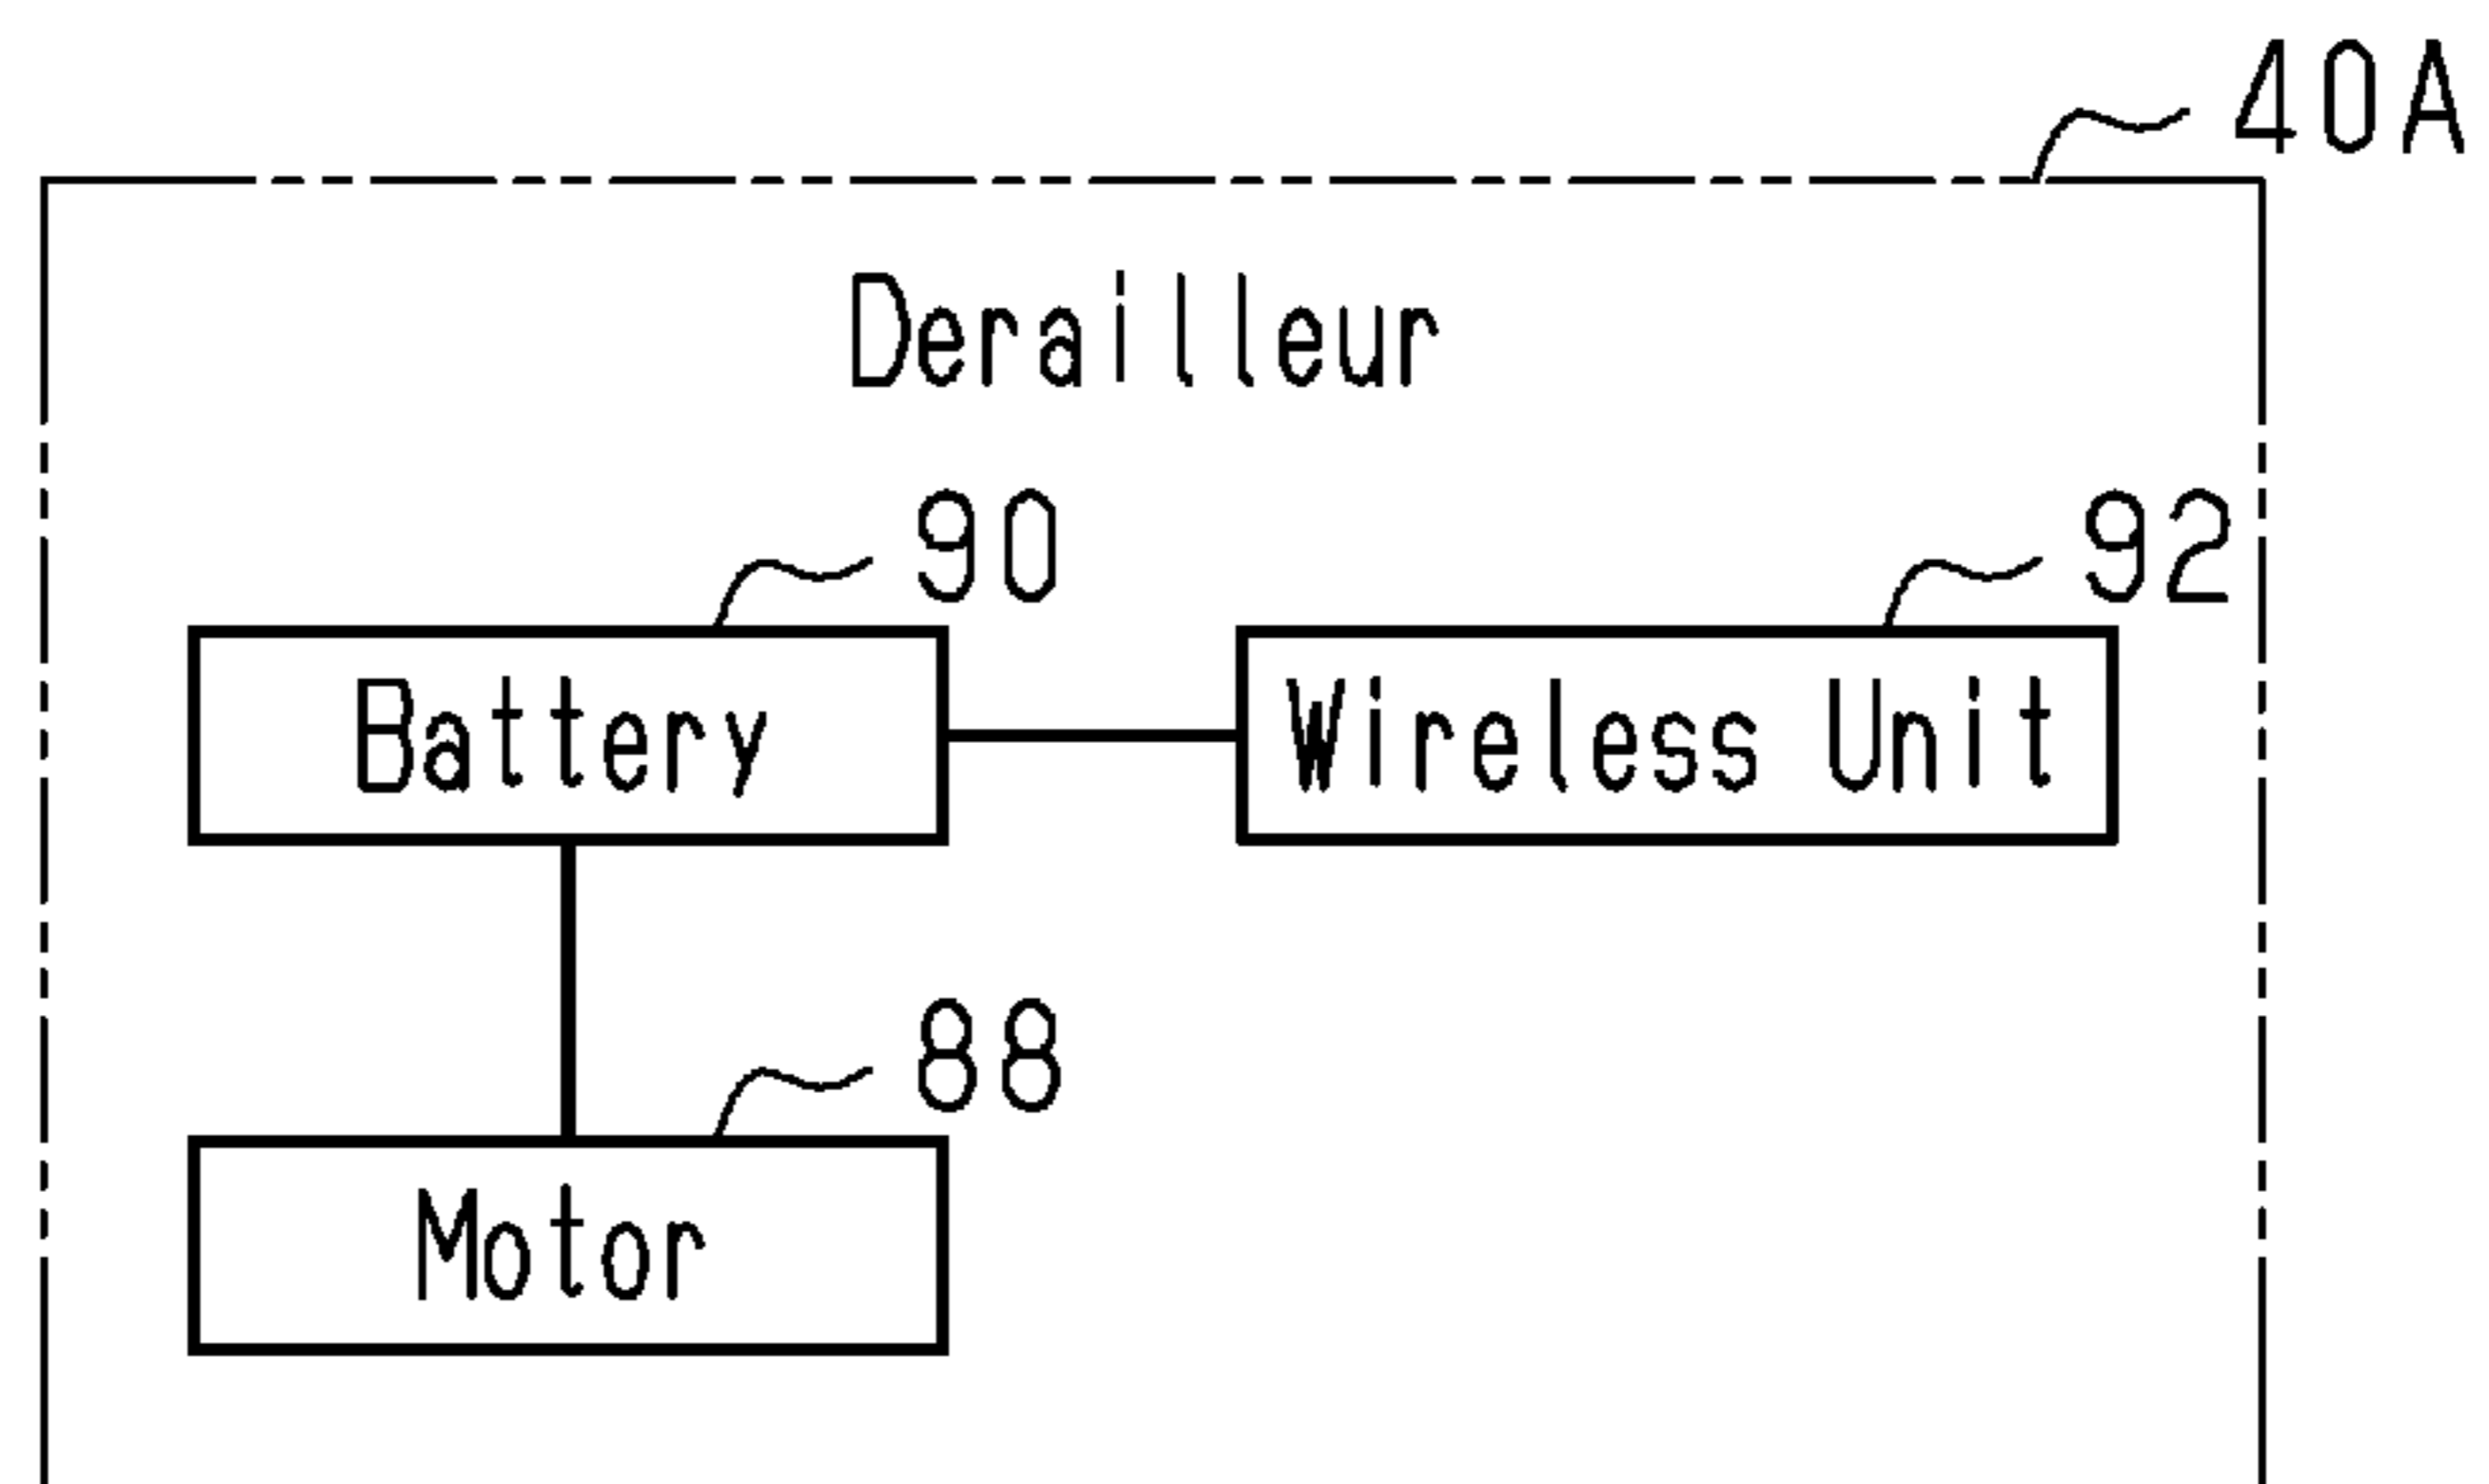 40A
Derailleur
90 92
Battery Wireless Unit
88
Motor